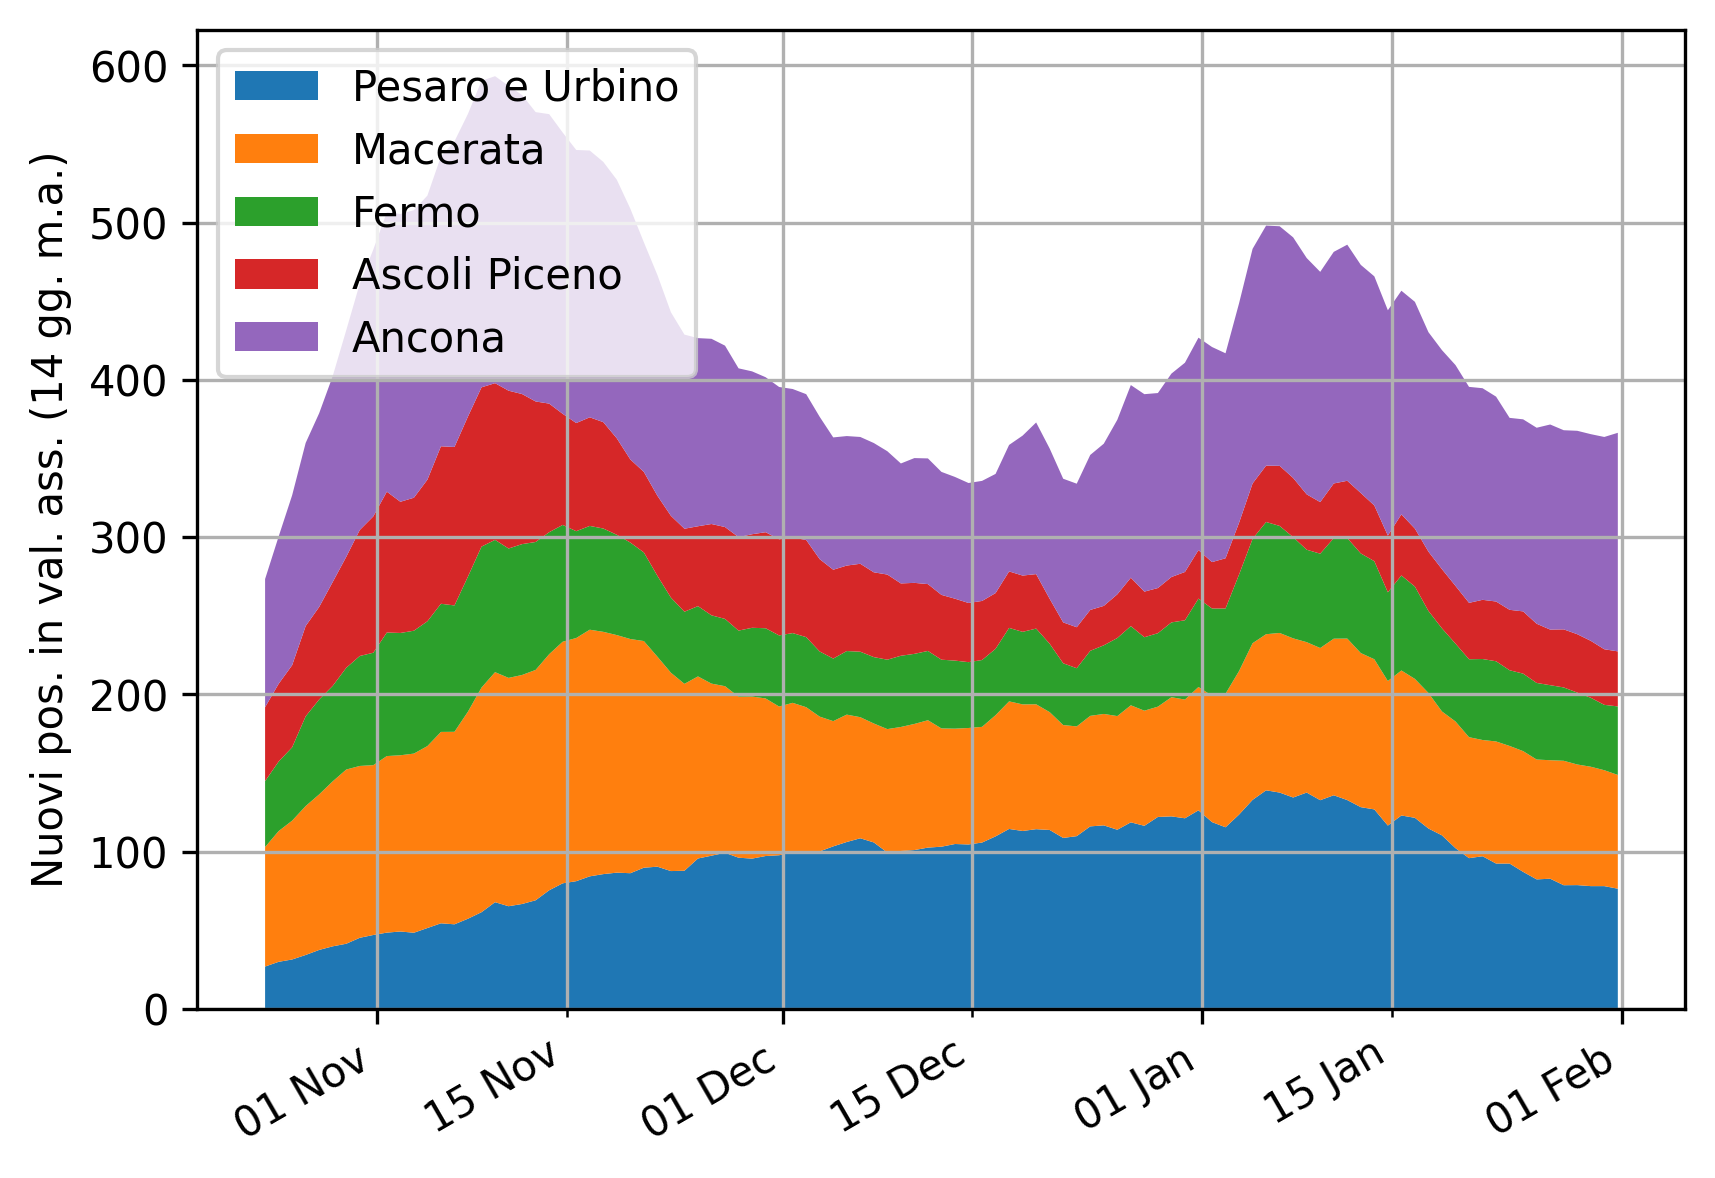 Nuovi pos. in val. ass. (14 gg. m.a.)
600
500
400
300
200
100
0
Pesaro e Urbino
Macerata
Fermo
Ascoli Piceno
Ancona
01 Nov
15 Nov
01 Dec
15 Dec
01 Jan
15 Jan
01 Feb